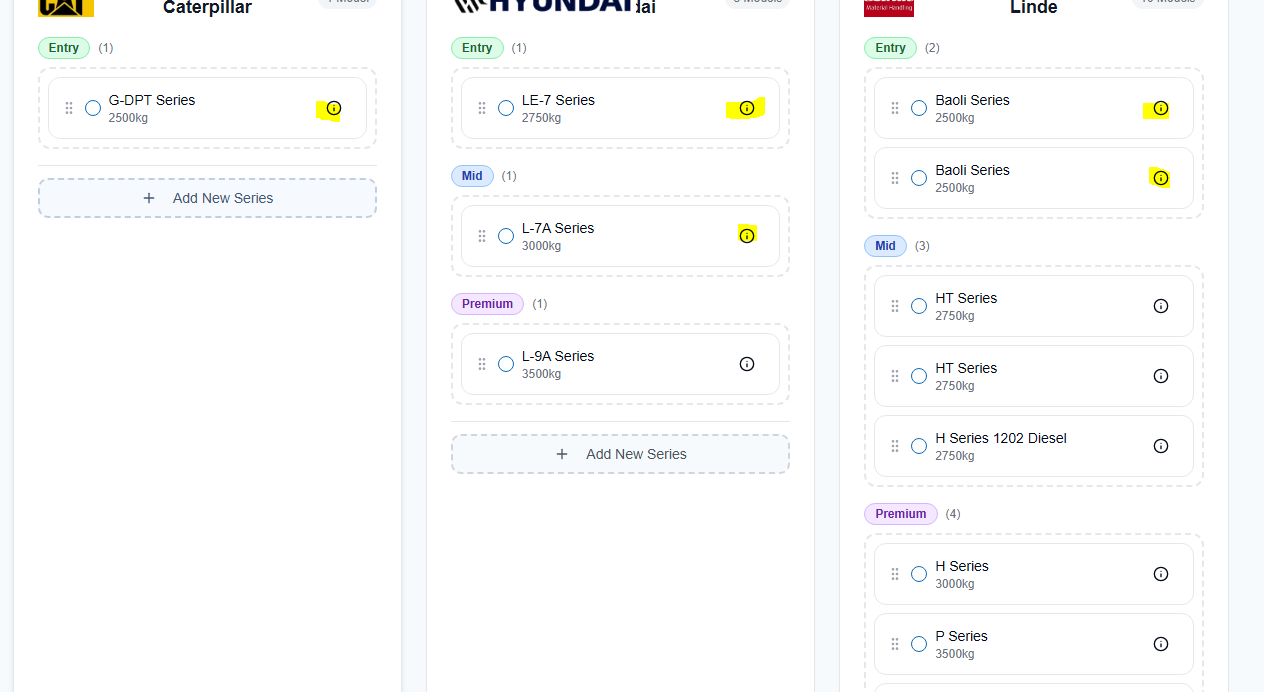 Caterpillar
Entry (1)
G-DPT Series
2500kg
+ Add New Series
HYUNDAI
Entry (1)
LE-7 Series
2750kg
Mid (1)
L-7A Series
3000kg
Premium (1)
L-9A Series
3500kg
+ Add New Series
Material Handling
Linde
Entry (2)
Baoli Series
2500kg
Baoli Series
2500kg
Mid (3)
HT Series
2750kg
HT Series
2750kg
H Series 1202 Diesel
2750kg
Premium (4)
H Series
3000kg
P Series
3500kg